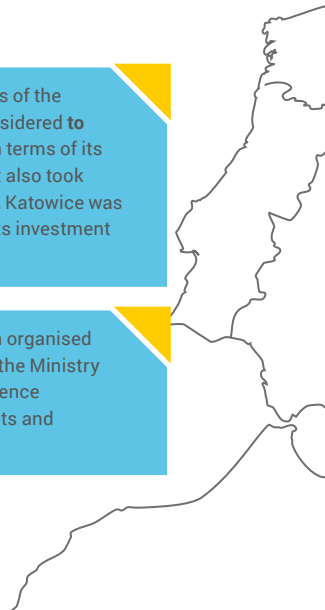 s of the
sidered to
terms of its
also took
Katowice was
ts investment
organised
the Ministry
ence
ts and